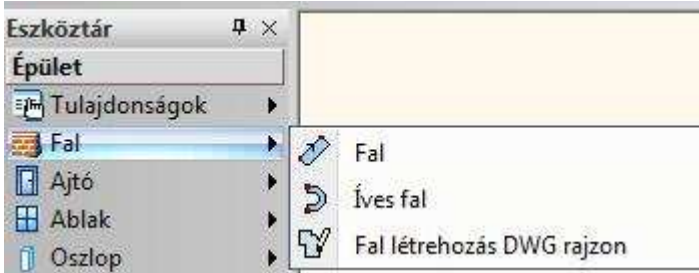 Eszköztár
Épület
Tulajdonságok
Fal
Ajtó
Ablak
Oszlop
Fal
Íves fal
Fal létrehozás DWG rajzon